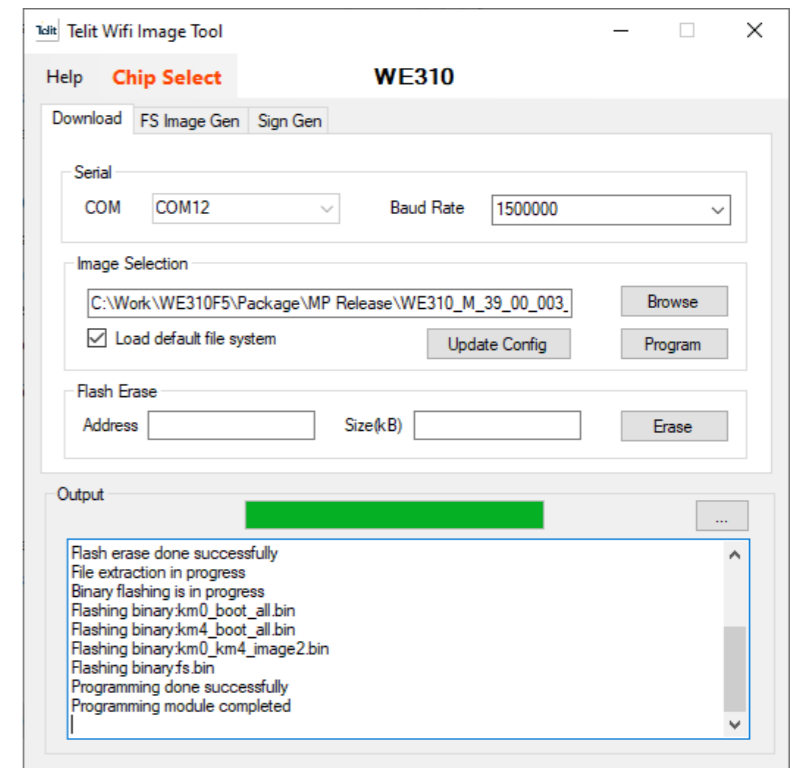 Telit Telit Wifi Image Tool
Help Chip Select WE310
Download FS Image Gen Sign Gen
Serial
COM COM12 Baud Rate 1500000
Image Selection
C:\Work\WE310F5\Package\MP Release\WE310_M_39_00_003_ Browse
Load default file system Update Config Program
Flash Erase
Address Size(kB) Erase
Output
...
Flash erase done successfully
File extraction in progress
Binary flashing is in progress
Flashing binary:km0_boot_all.bin
Flashing binary:km4_boot_all.bin
Flashing binary:km0_km4_image2.bin
Flashing binary:fs.bin
Programming done successfully
Programming module completed